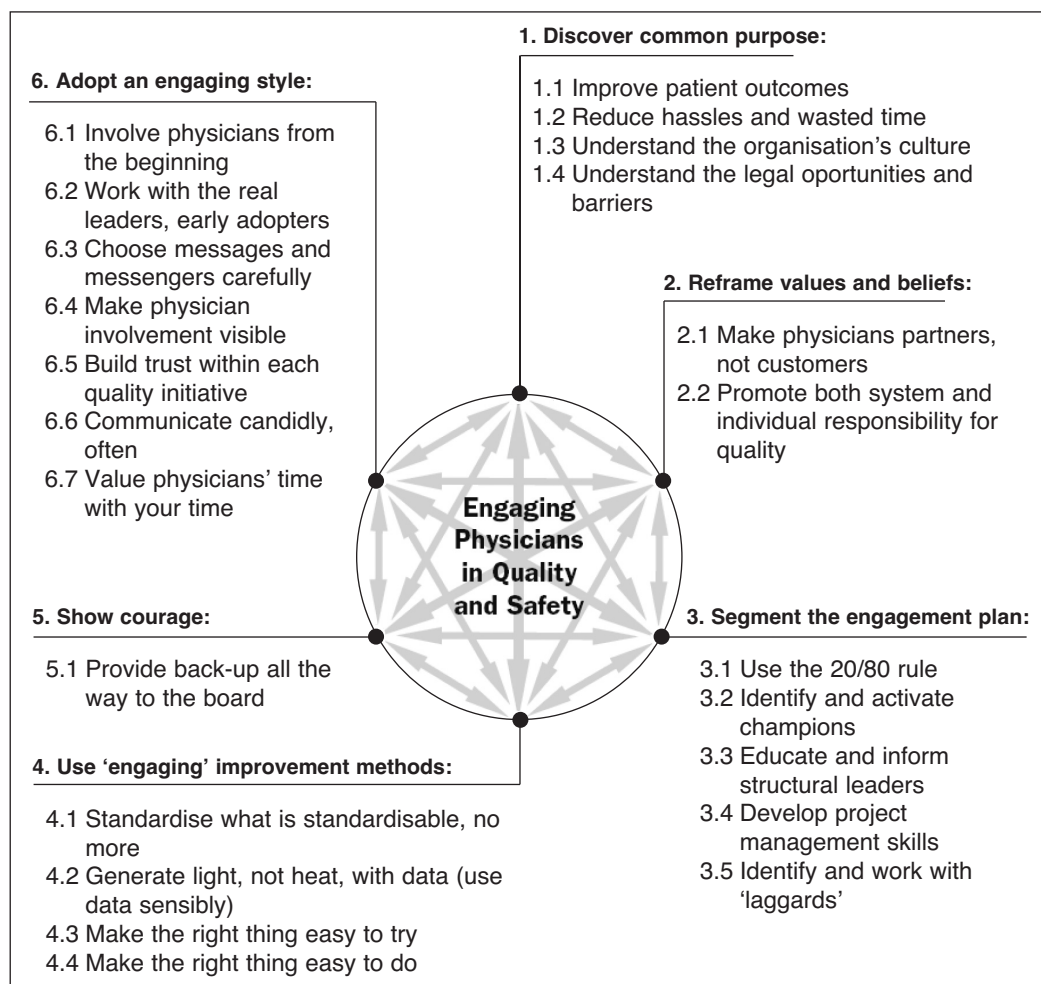 1. Discover common purpose:
1.1 Improve patient outcomes
1.2 Reduce hassles and wasted time
1.3 Understand the organisation's culture
1.4 Understand the legal oportunities and
barriers
2. Reframe values and beliefs:
2.1 Make physicians partners,
not customers
2.2 Promote both system and
individual responsibility for
quality
3. Segment the engagement plan:
3.1 Use the 20/80 rule
3.2 Identify and activate
champions
3.3 Educate and inform
structural leaders
3.4 Develop project
management skills
3.5 Identify and work with
‘laggards’
4. Use ‘engaging’ improvement methods:
4.1 Standardise what is standardisable, no
more
4.2 Generate light, not heat, with data (use
data sensibly)
4.3 Make the right thing easy to try
4.4 Make the right thing easy to do
5. Show courage:
5.1 Provide back-up all the
way to the board
6. Adopt an engaging style:
6.1 Involve physicians from
the beginning
6.2 Work with the real
leaders, early adopters
6.3 Choose messages and
messengers carefully
6.4 Make physician
involvement visible
6.5 Build trust within each
quality initiative
6.6 Communicate candidly,
often
6.7 Value physicians’ time
with your time
Engaging
Physicians
in Quality
and Safety